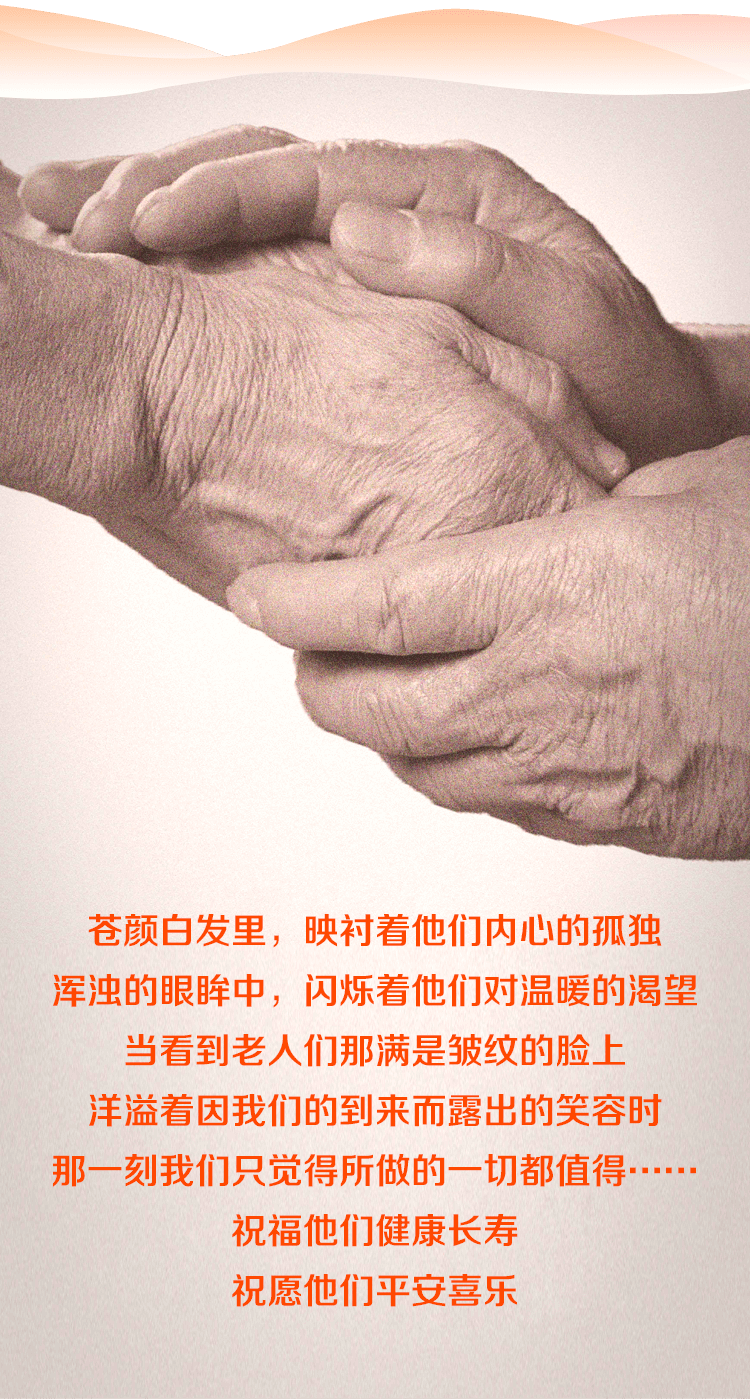 苍颜白发里，映衬着他们内心的孤独
浑浊的眼眸中，闪烁着他们对温暖的渴望
当看到老人们那满是皱纹的脸上
洋溢着因我们的到来而露出的笑容时
那一刻我们只觉得所做的一切都值得······
祝福他们健康长寿
祝愿他们平安喜乐